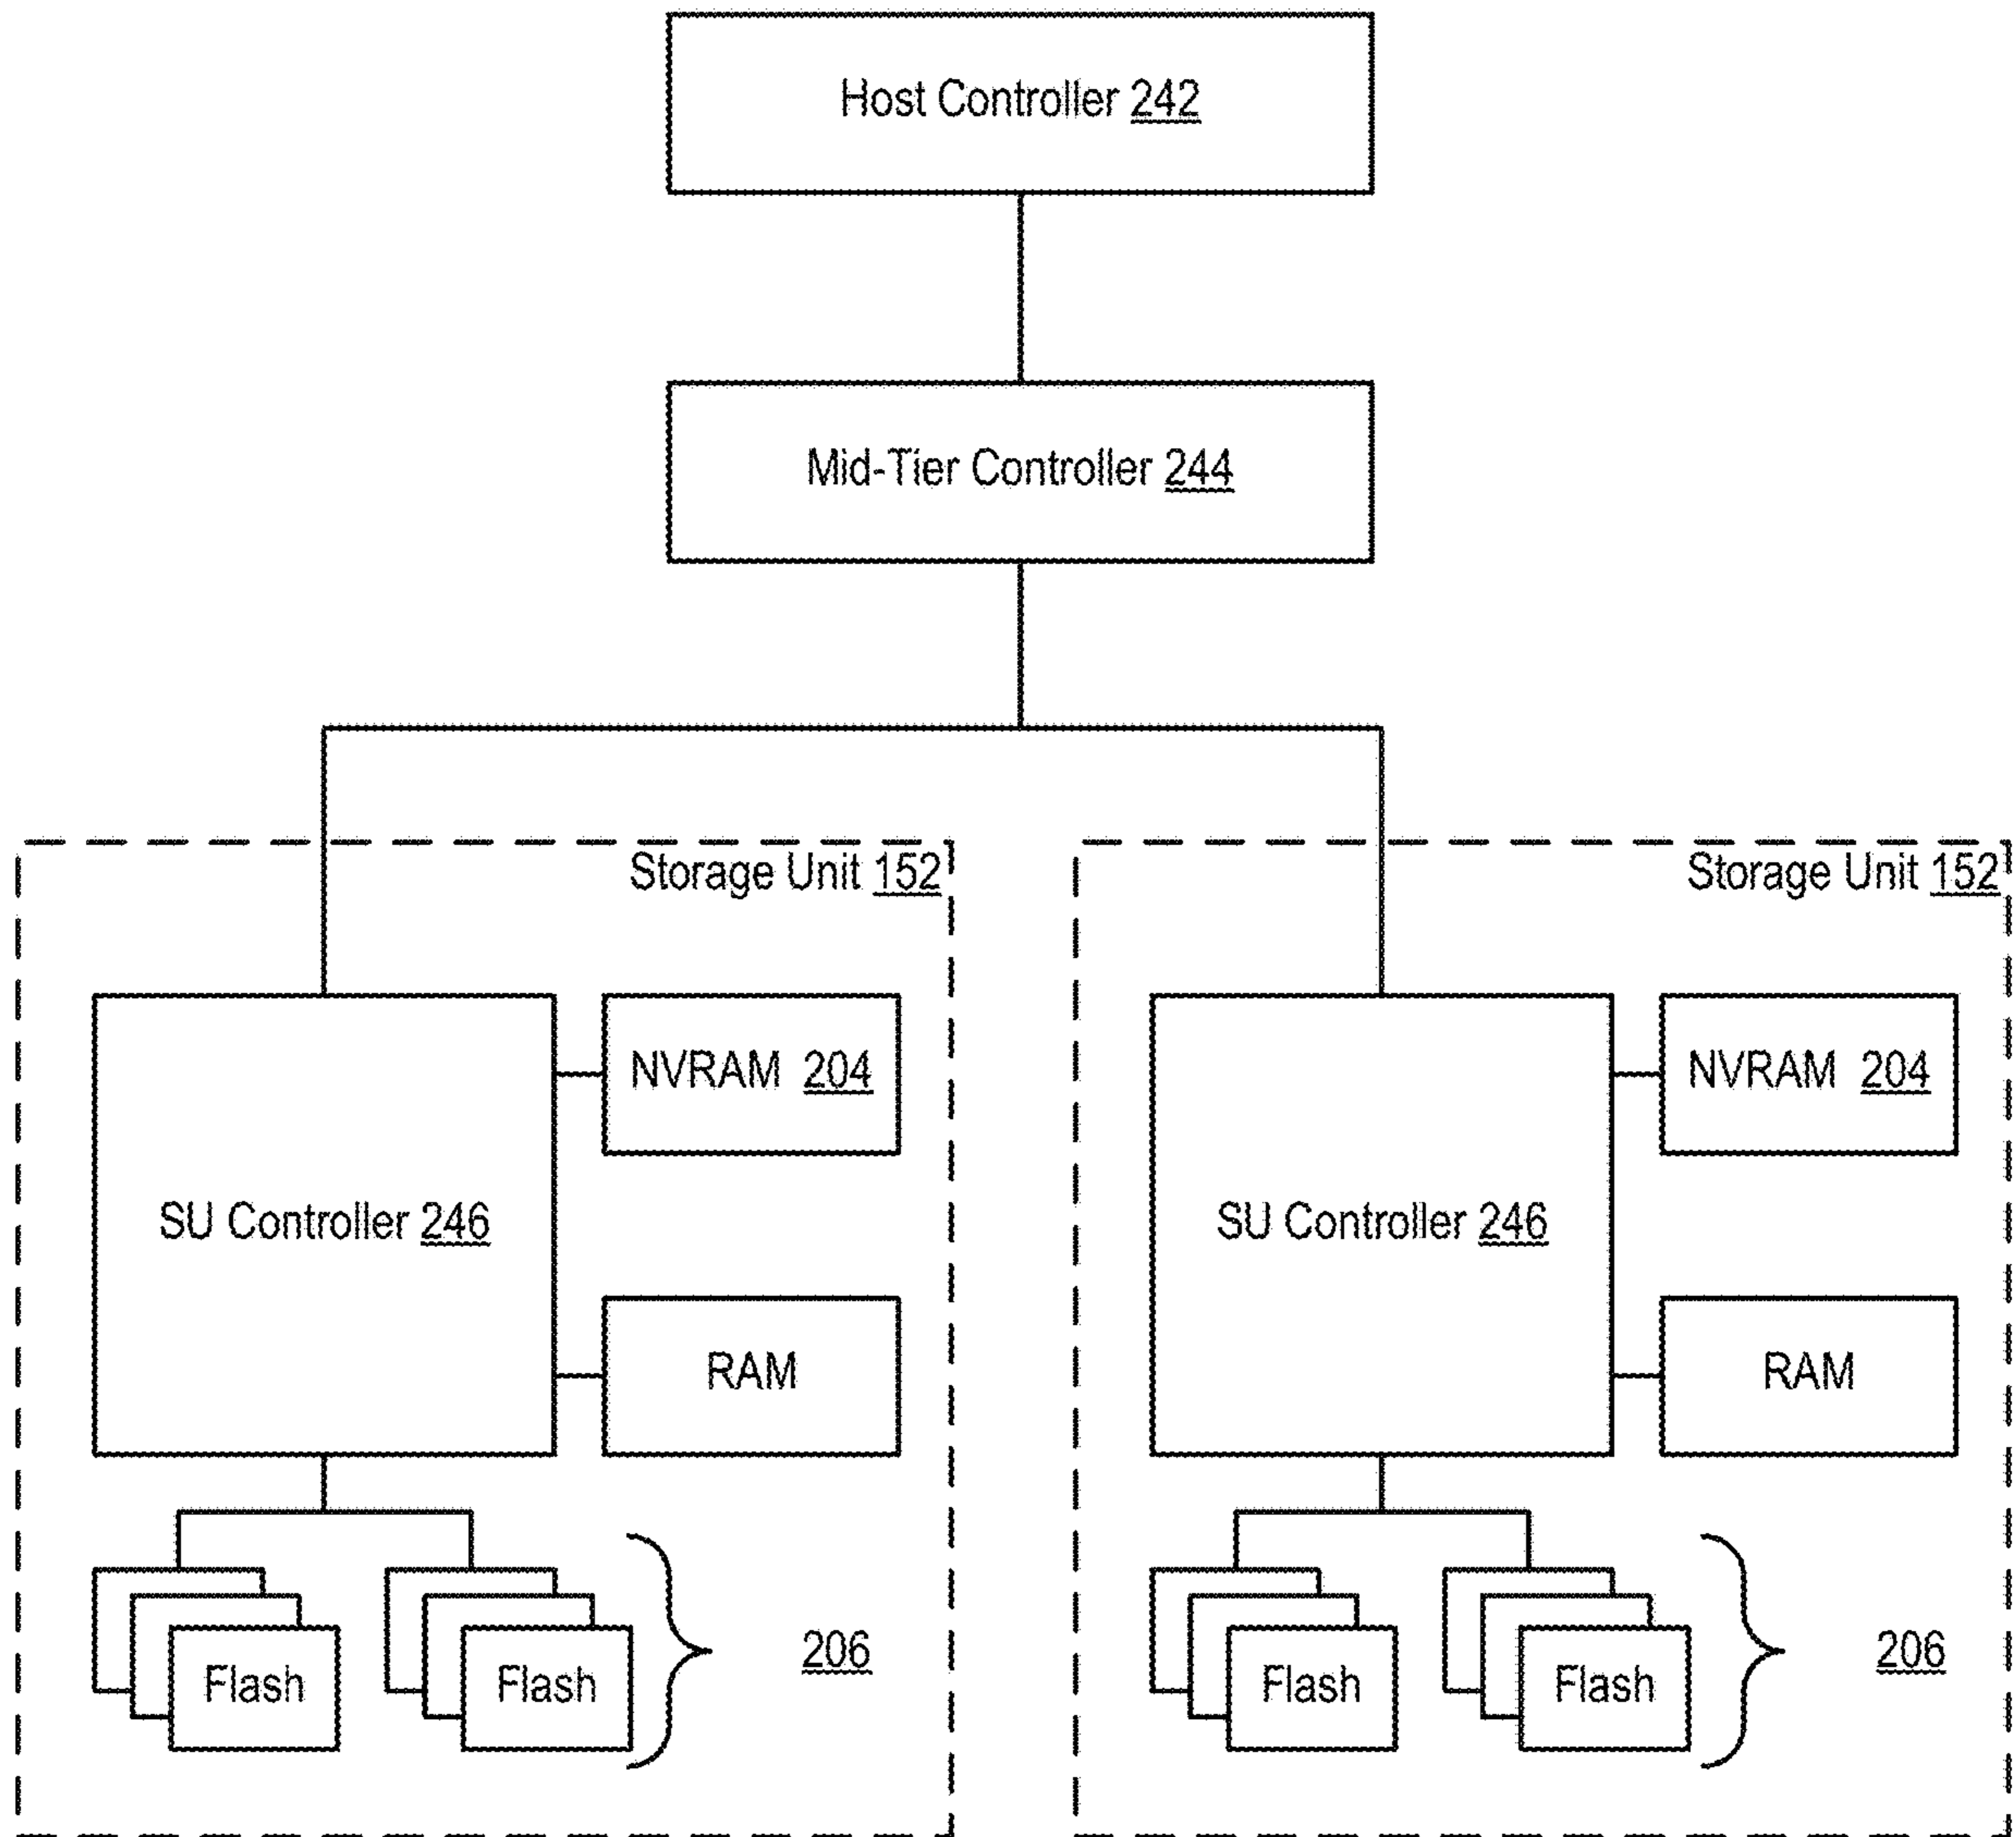 Host Controller 242
Mid-Tier Controller 244
Storage Unit 152
Storage Unit 152
NVRAM 204
NVRAM 204
SU Controller 246
SU Controller 246
RAM
RAM
Flash
Flash
206
Flash
Flash
206